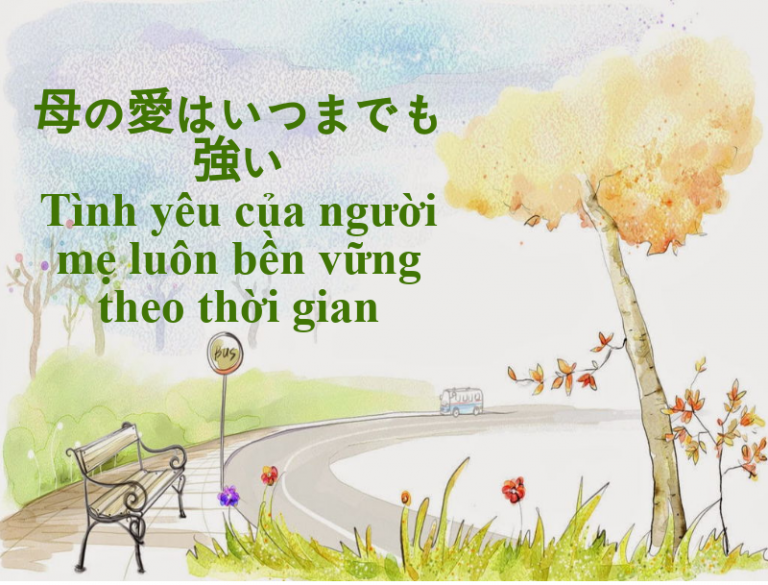 母の愛はいつまでも
強い
Tình yêu của người
mẹ luôn bền vững
theo thời gian
BUS